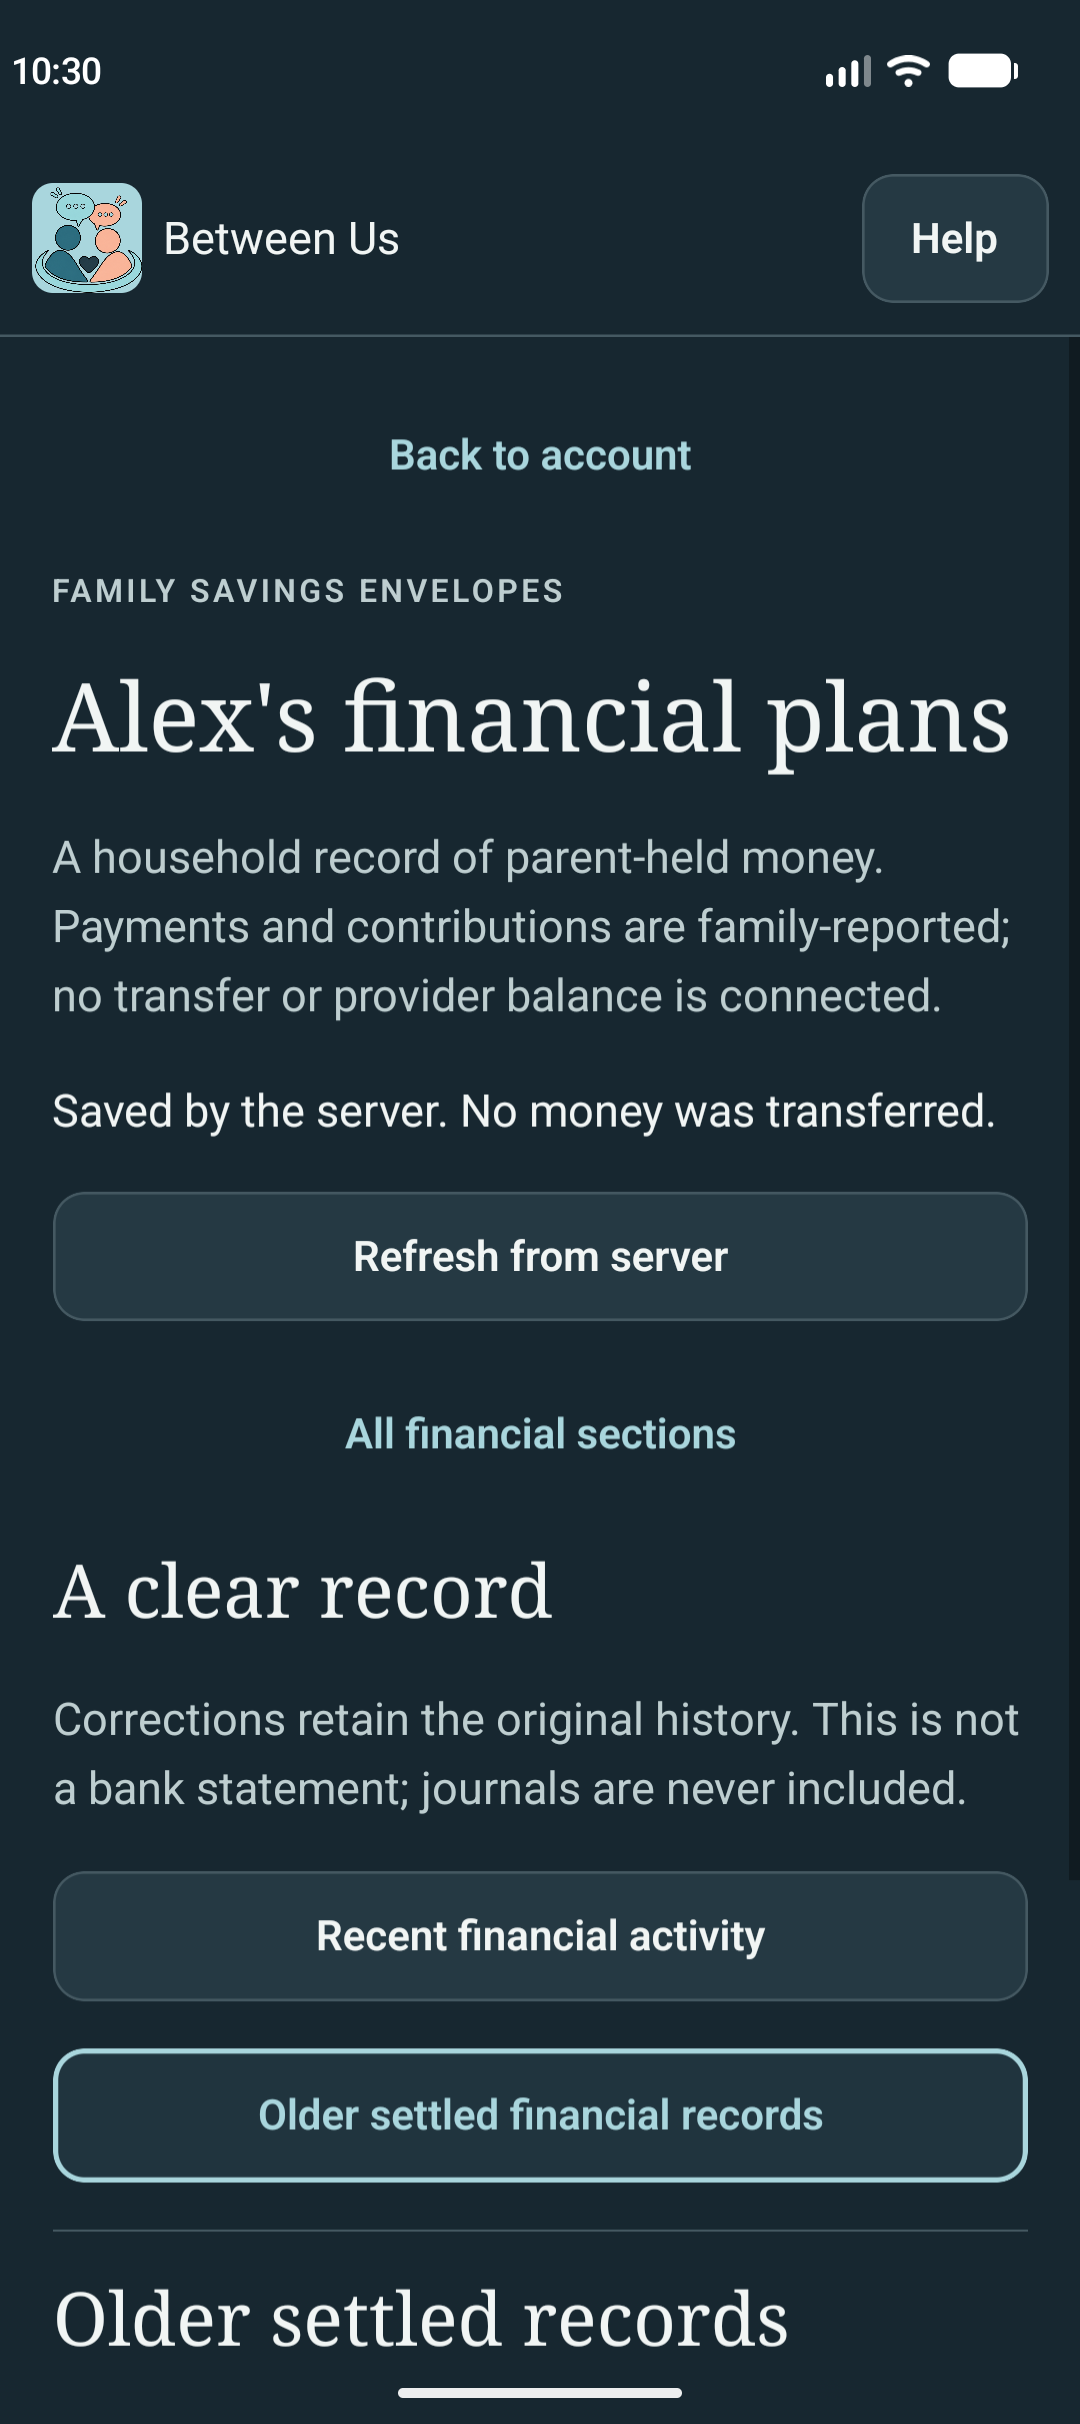 10:30
Between Us
Help
Back to account
FAMILY SAVINGS ENVELOPES
Alex's financial plans
A household record of parent-held money.
Payments and contributions are family-reported;
no transfer or provider balance is connected.
Saved by the server. No money was transferred.
Refresh from server
All financial sections
A clear record
Corrections retain the original history. This is not
a bank statement; journals are never included.
Recent financial activity
Older settled financial records
Older settled records